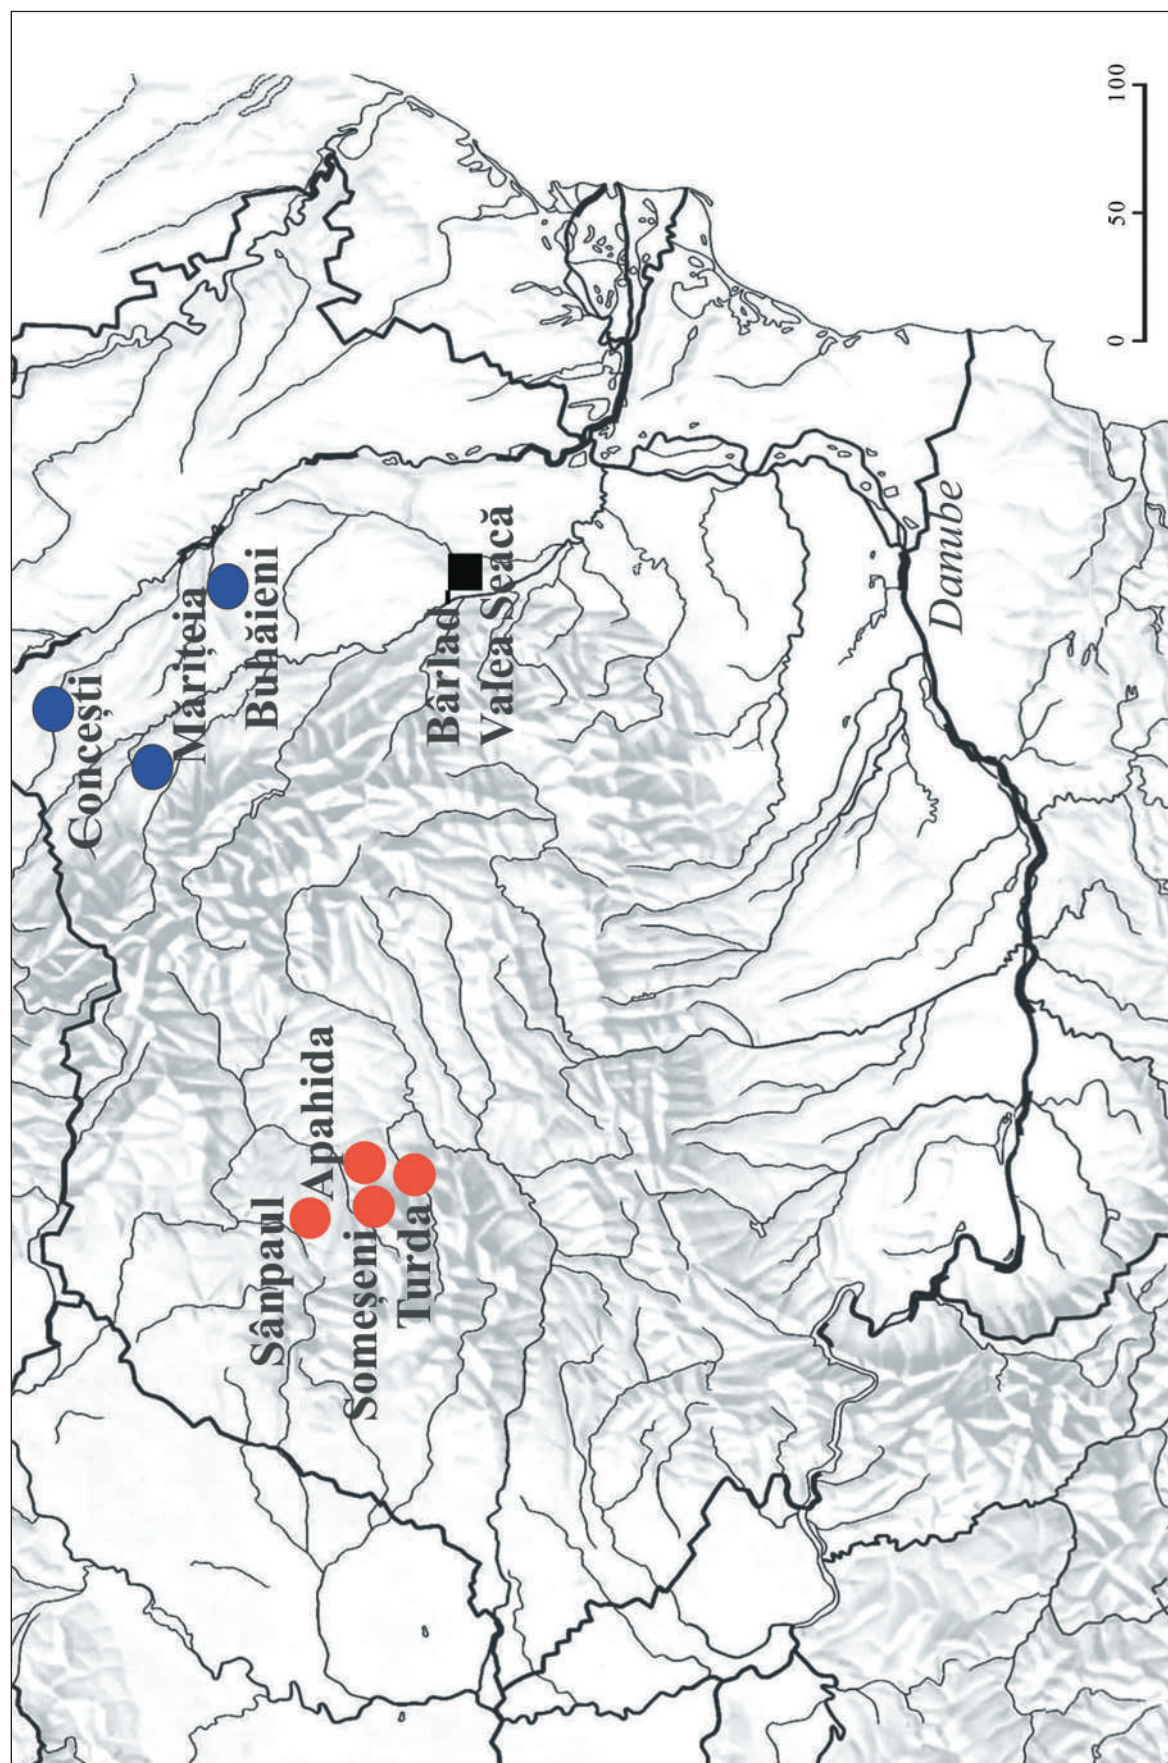 Concești
Mărițeia
Buhăieni
Sânpaul
Apahida
Someșeni
Turda
Bârlad
Valea Seacă
Danube
0 50 100